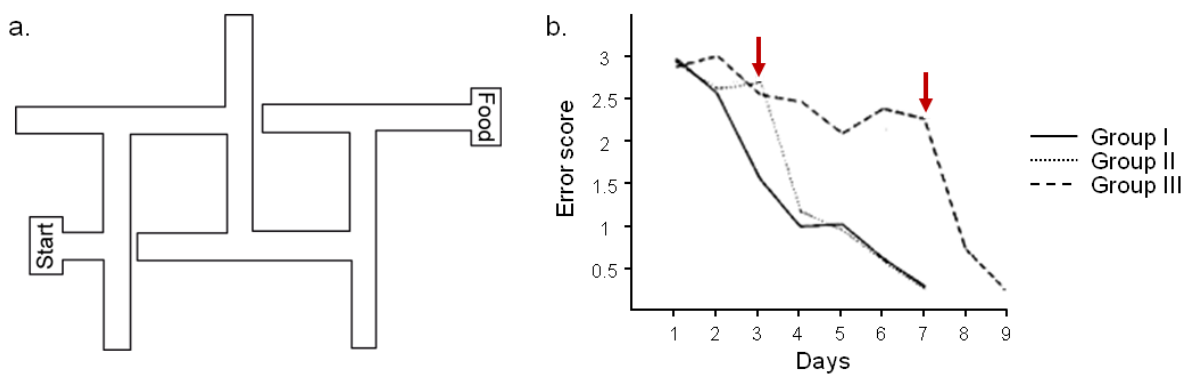 a.
Start
Food
b.
Error score
3
2.5
2
1.5
1
0.5
1 2 3 4 5 6 7 8 9
Days
Group I
Group II
Group III